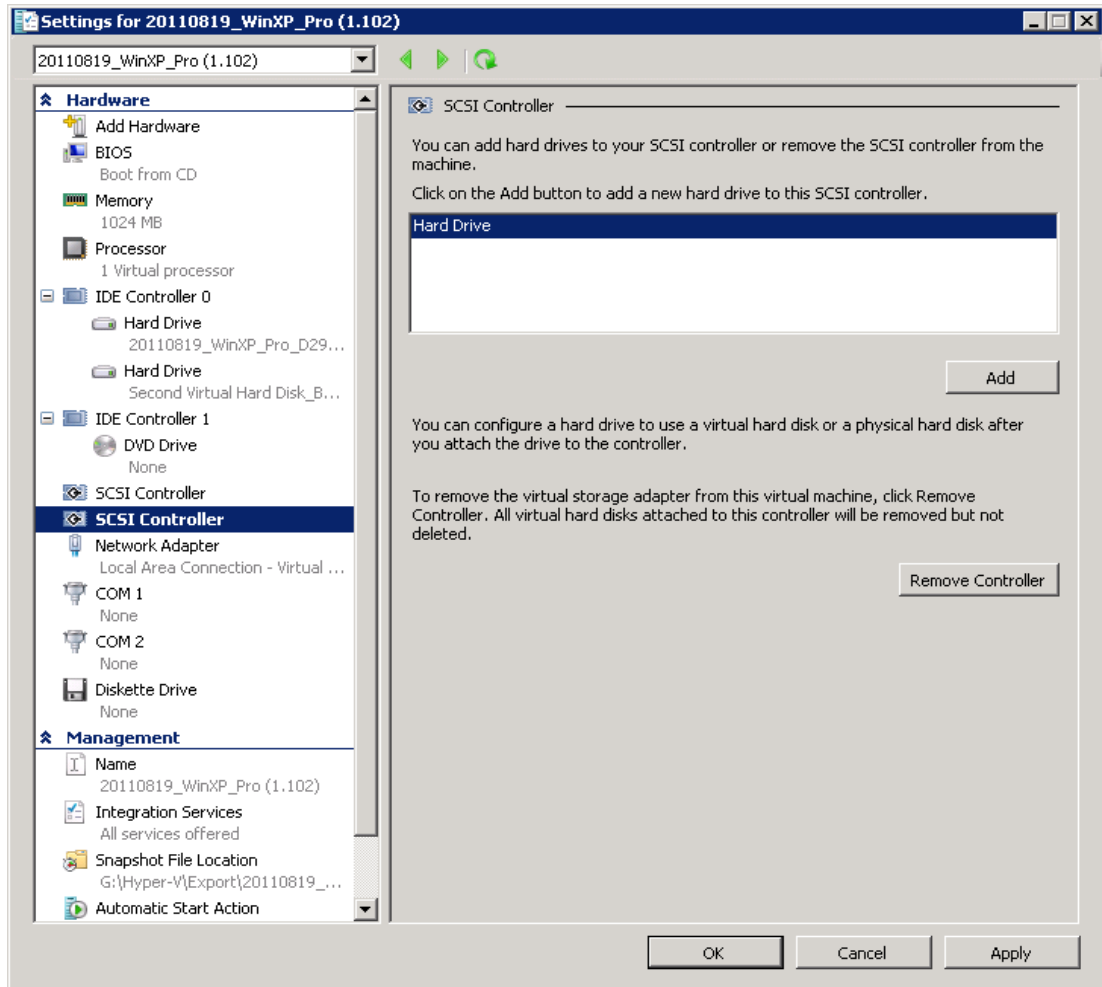 Settings for 20110819_WinXP_Pro (1.102)
20110819_WinXP_Pro (1.102)
Hardware
Add Hardware
BIOS
Boot from CD
Memory
1024 MB
Processor
1 Virtual processor
IDE Controller 0
Hard Drive
20110819_WinXP_Pro_D29...
Hard Drive
Second Virtual Hard Disk_B...
IDE Controller 1
DVD Drive
None
SCSI Controller
SCSI Controller
Network Adapter
Local Area Connection - Virtual ...
COM 1
None
COM 2
None
Diskette Drive
None
Management
Name
20110819_WinXP_Pro (1.102)
Integration Services
All services offered
Snapshot File Location
G:\Hyper-V\Export\20110819_...
Automatic Start Action
SCSI Controller
You can add hard drives to your SCSI controller or remove the SCSI controller from the
machine.
Click on the Add button to add a new hard drive to this SCSI controller.
Hard Drive
Add
You can configure a hard drive to use a virtual hard disk or a physical hard disk after
you attach the drive to the controller.
To remove the virtual storage adapter from this virtual machine, click Remove
Controller. All virtual hard disks attached to this controller will be removed but not
deleted.
Remove Controller
OK
Cancel
Apply